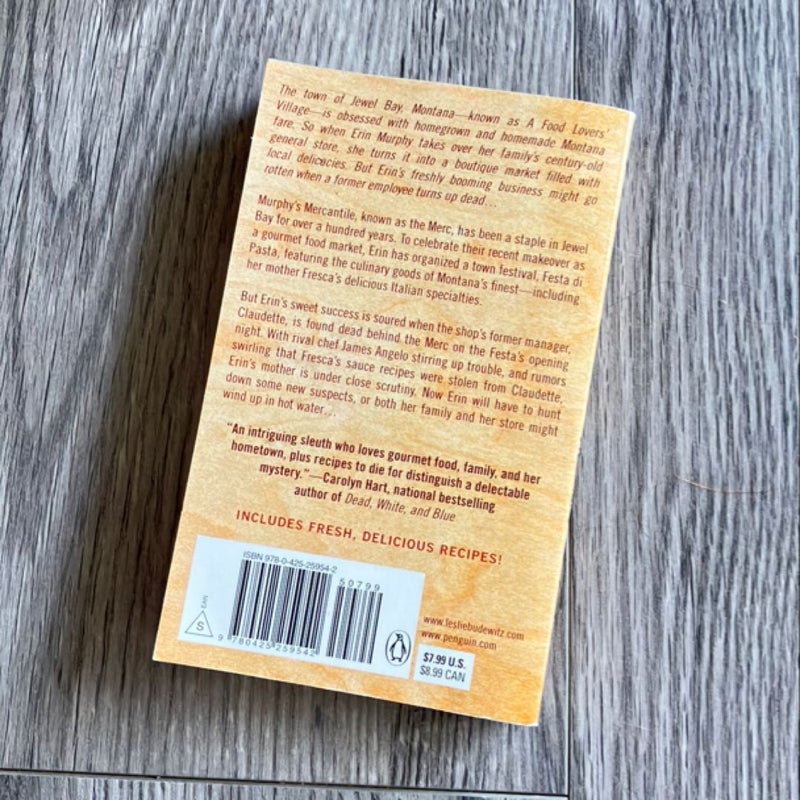 The town of Jewel Bay, Montana—known as A Food Lovers'
Village—is obsessed with homegrown and homemade Montana
fare. So when Erin Murphy takes over her family's century-old
general store, she turns it into a boutique market filled with
local delicacies. But Erin's freshly booming business might go
rotten when a former employee turns up dead...
Murphy's Mercantile, known as the Merc, has been a staple in Jewel
Bay for over a hundred years. To celebrate their recent makeover as
a gourmet food market, Erin has organized a town festival, Festa di
Pasta, featuring the culinary goods of Montana's finest—including
her mother Fresca's delicious Italian specialties.
But Erin's sweet success is soured when the shop's former manager,
Claudette, is found dead behind the Merc on the Festa's opening
night. With rival chef James Angelo stirring up trouble, and rumors
swirling that Fresca's sauce recipes were stolen from Claudette,
Erin's mother is under close scrutiny. Now Erin will have to hunt
down some new suspects, or both her family and her store might
wind up in hot water...
"An intriguing sleuth who loves gourmet food, family, and her
hometown, plus recipes to die for distinguish a delectable
mystery."—Carolyn Hart, national bestselling
author of Dead, White, and Blue
INCLUDES FRESH, DELICIOUS RECIPES!
ISBN 978-0-425-25954-2
50799
EAN
S
9 780425 259542
www.lesliebudewitz.com
www.penguin.com
$7.99 U.S.
$8.99 CAN